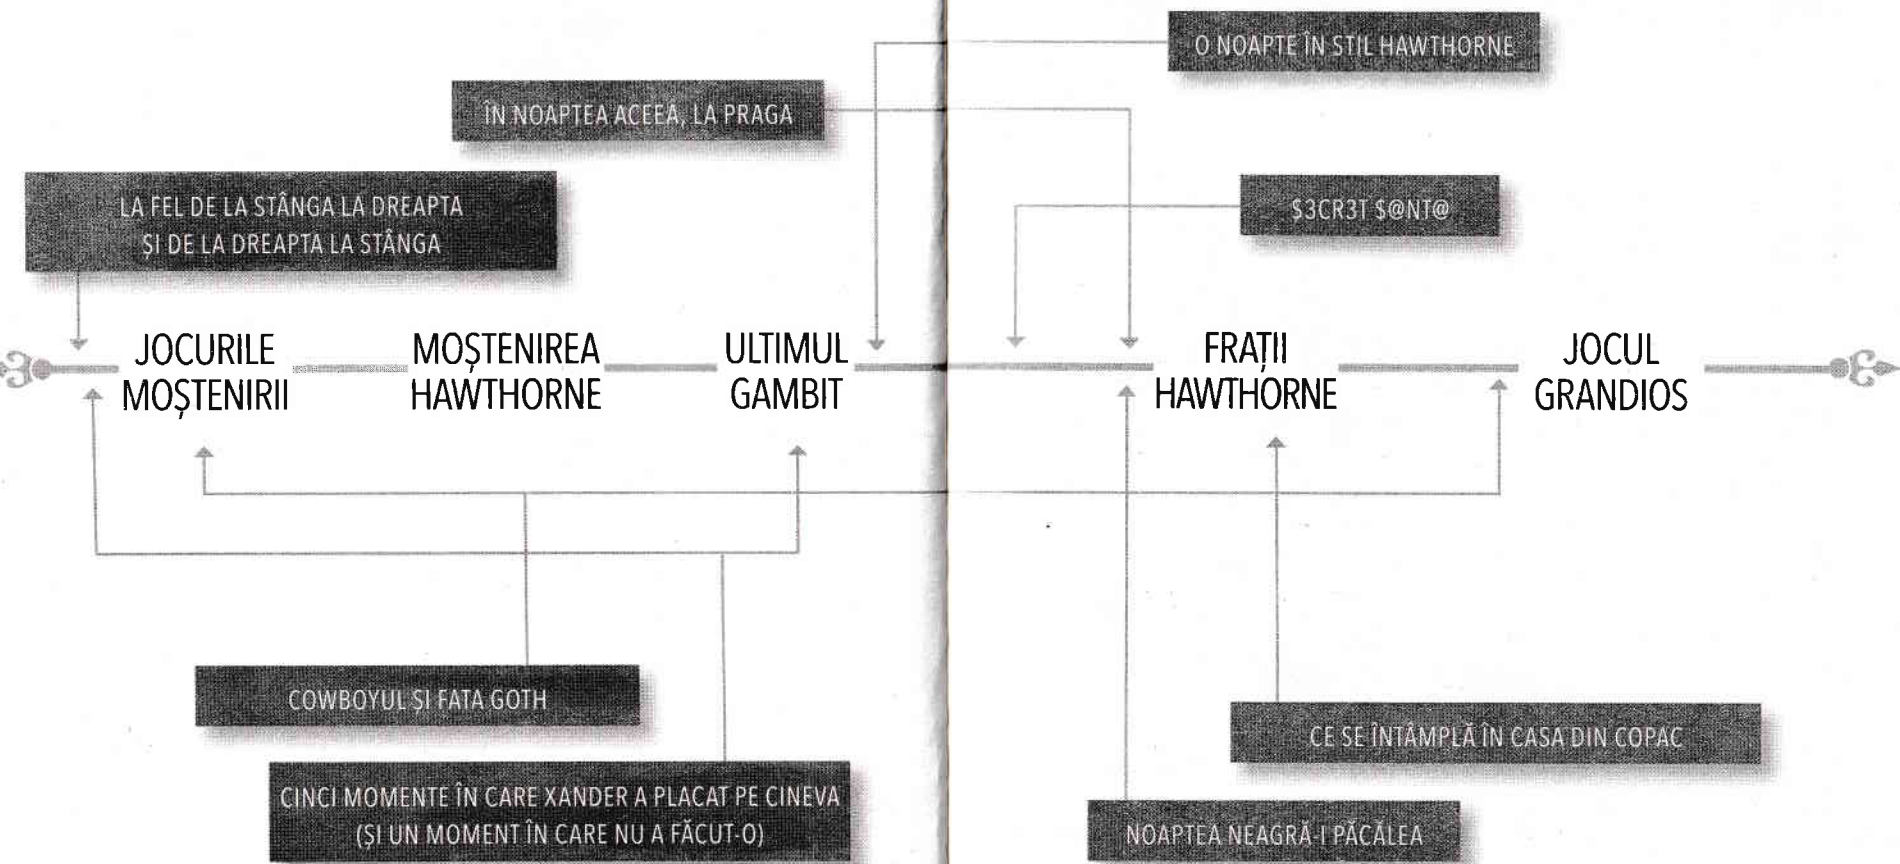 O NOAPTE ÎN STIL HAWTHORNE
ÎN NOAPTEA ACEEA, LA PRAGA
LA FEL DE LA STÂNGA LA DREAPTA
ȘI DE LA DREAPTA LA STÂNGA
$3CR3T $@NT@
JOCURILE
MOȘTENIRII
MOȘTENIREA
HAWTHORNE
ULTIMUL
GAMBIT
FRAȚII
HAWTHORNE
JOCUL
GRANDIOS
COWBOYUL ȘI FATA GOTH
CE SE ÎNTÂMPLĂ ÎN CASA DIN COPAC
CINCI MOMENTE ÎN CARE XANDER A PLACAT PE CINEVA
(ȘI UN MOMENT ÎN CARE NU A FĂCUT-O)
NOAPTEA NEAGRĂ-I PĂCĂLEA